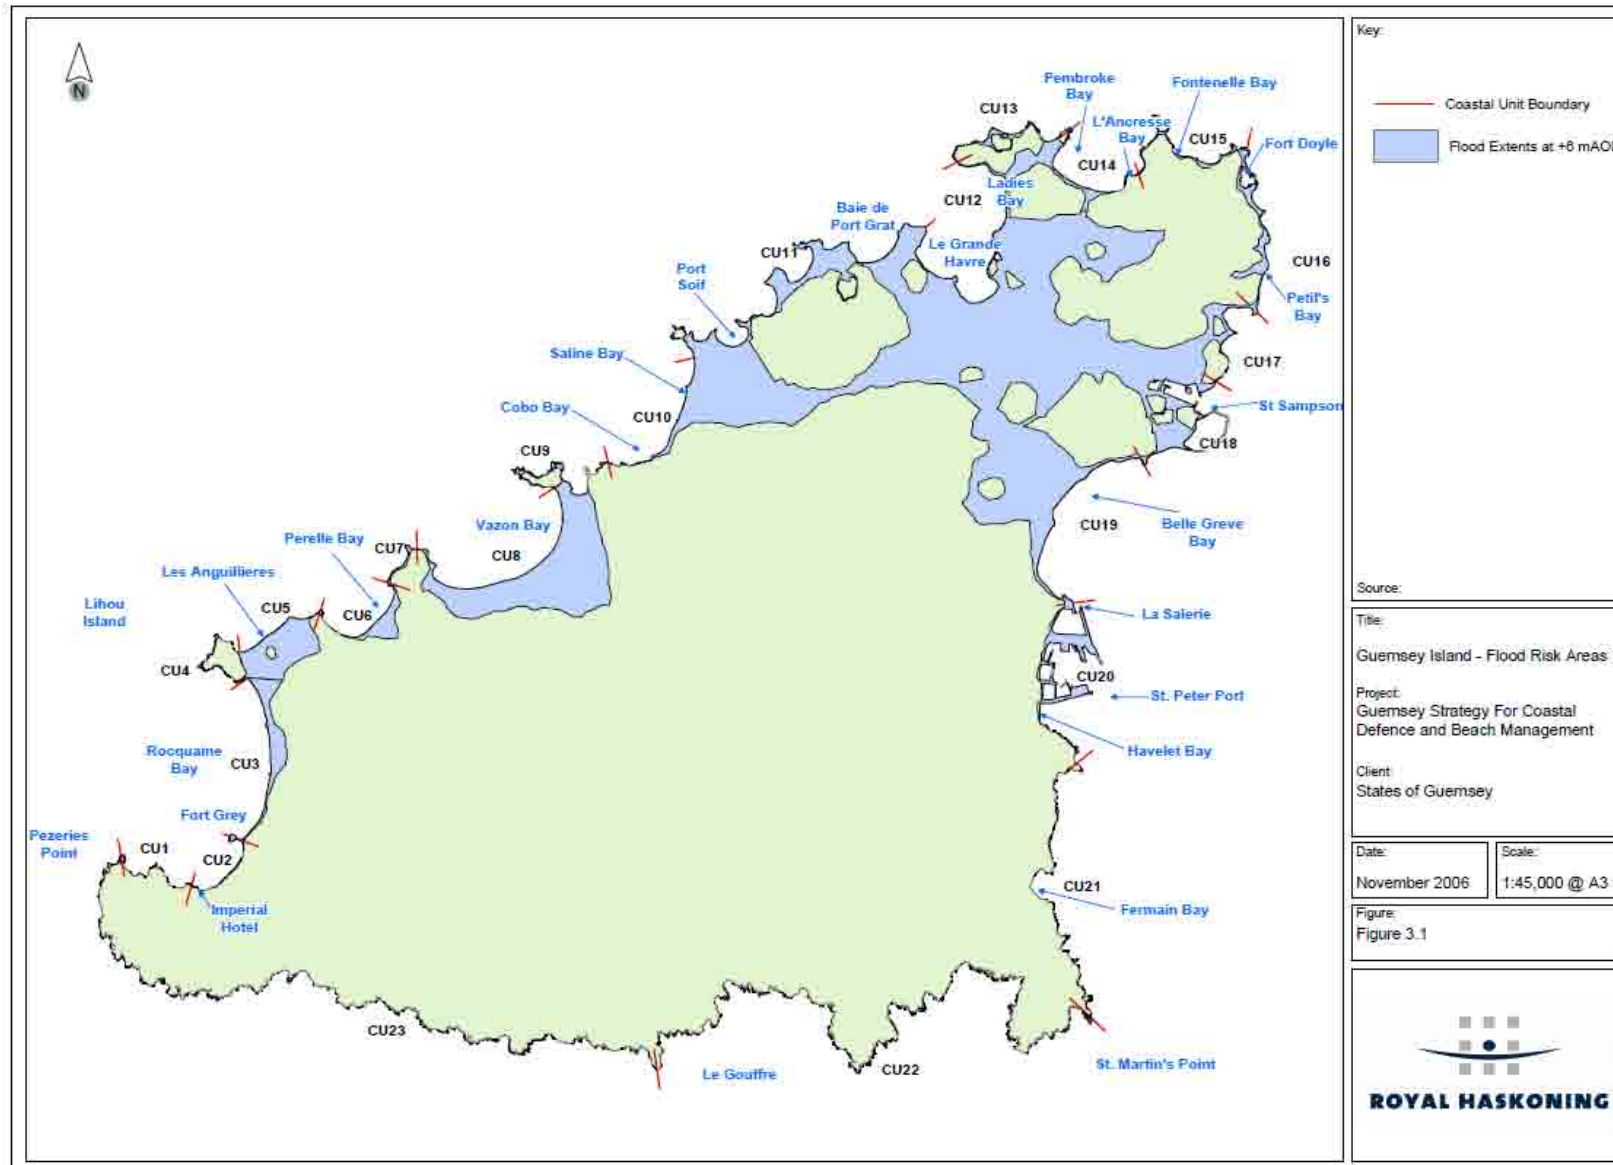 N
CU13
Pembroke
Bay
Fontenelle Bay
L'Ancresse
Bay
CU15
Fort Doyle
CU14
CU12
Ladies
Bay
Baie de
Port Grat
Le Grande
Havre
CU11
CU16
Port
Soif
Petil's
Bay
Saline Bay
CU17
Cobo Bay
CU10
St Sampson
CU18
CU9
Vazon Bay
CU19
Belle Greve
Bay
Perelle Bay
CU7
CU8
Les Anguillieres
Lihou
Island
CU5
CU6
La Salerie
CU4
CU20
St. Peter Port
Rocquaine
Bay
CU3
Havelet Bay
Fort Grey
Pezeries
Point
CU1
CU2
CU21
Imperial
Hotel
Fermain Bay
CU23
Le Gouffre
CU22
St. Martin's Point
Key:
Coastal Unit Boundary
Flood Extents at +6 mAO
Source:
Title:
Guernsey Island - Flood Risk Areas
Project:
Guernsey Strategy For Coastal
Defence and Beach Management
Client:
States of Guernsey
Date:
November 2006
Scale:
1:45,000 @ A3
Figure:
Figure 3.1
ROYAL HASKONING